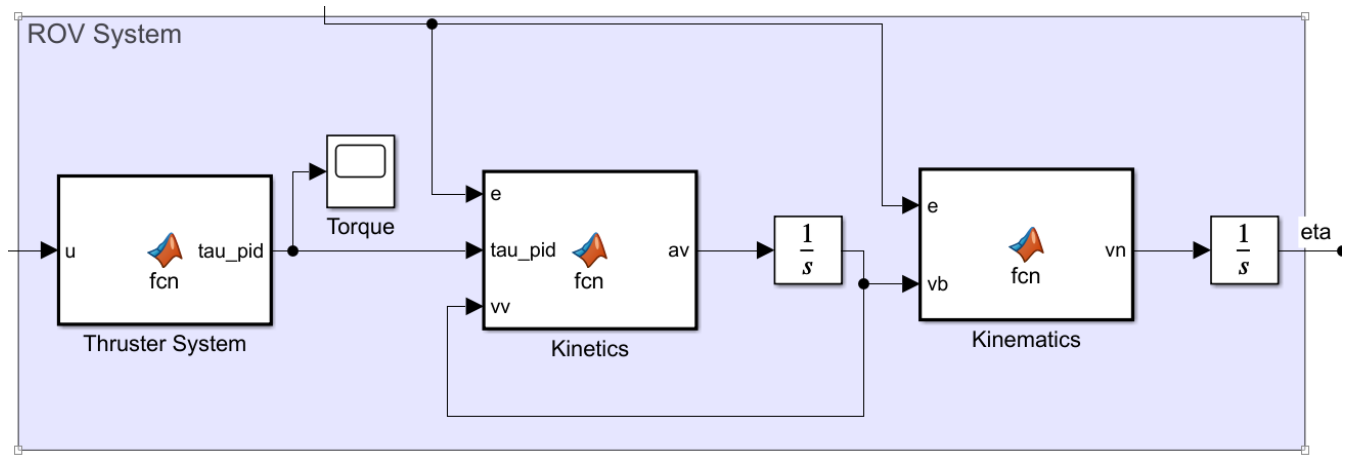 ROV System
u
fcn
tau_pid
Thruster System
Torque
e
tau_pid
vv
fcn
av
Kinetics
1
s
e
vb
fcn
vn
Kinematics
1
s
eta